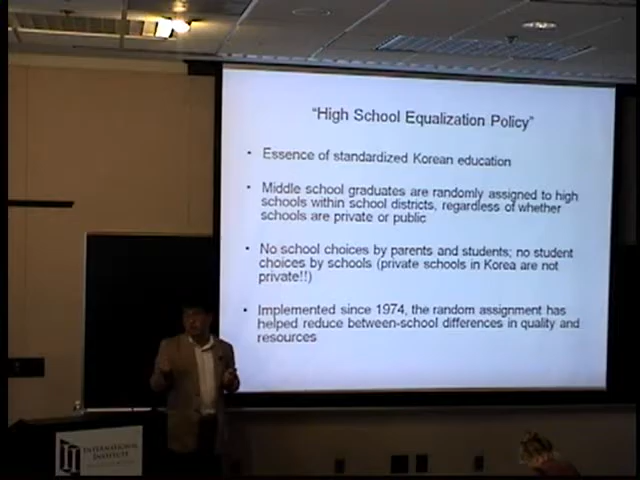 "High School Equalization Policy"
• Essence of standardized Korean education
• Middle school graduates are randomly assigned to high
schools within school districts, regardless of whether
schools are private or public
• No school choices by parents and students; no student
choices by schools (private schools in Korea are not
private!!)
• Implemented since 1974, the random assignment has
helped reduce between-school differences in quality and
resources
INTERNATIONAL
INSTITUTE